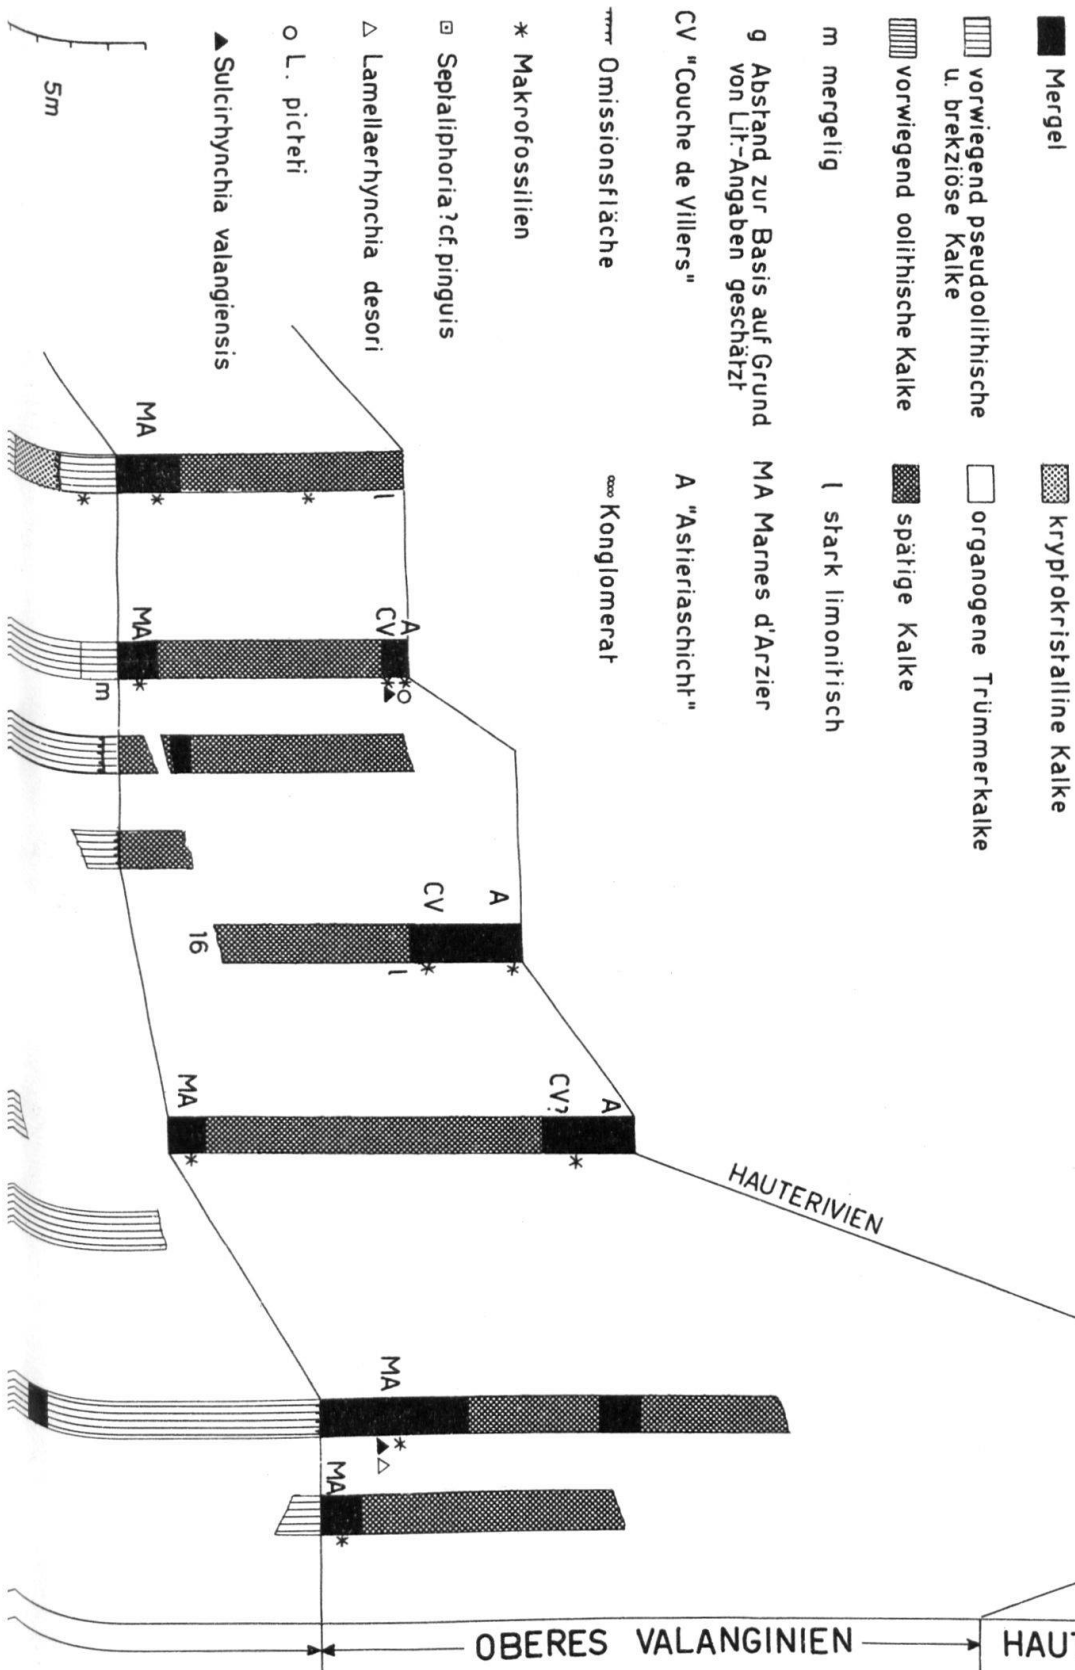 Mergel
vorwiegend pseudoolithische
u. brekziöse Kalke
vorwiegend oolithische Kalke
m mergelig
g Abstand zur Basis auf Grund
von Lit.-Angaben geschätzt
CV "Couche de Villers"
Omissionsfläche
Makrofossilien
Septaliphoria? cf. pinguis
Lamellaerhynchia desori
L. picteti
Sulcirhynchia valangiensis
kryptokristalline Kalke
organogene Trümmerkalke
spätige Kalke
l stark limonitisch
MA Marnes d'Arzier
A "Astieriaschicht"
Konglomerat
5m
MA
l
MA
m
CV
A
16
CV
l
A
MA
CV?
A
HAUTERIVIEN
MA
MA
OBERES VALANGINIEN
HAUT